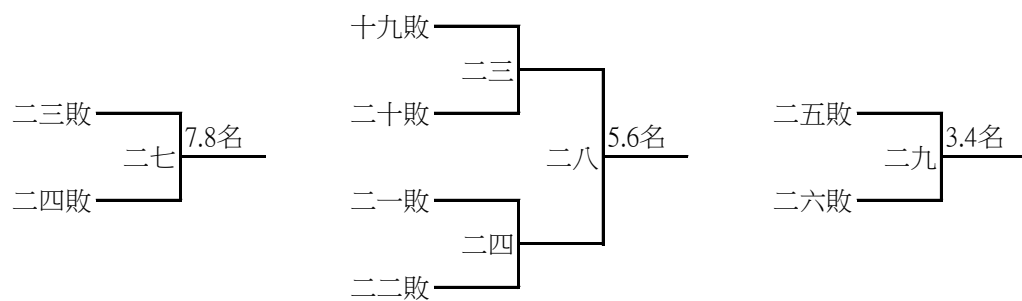 二三敗
7.8名
二七
二四敗
十九敗
二三
二十敗
5.6名
二八
二一敗
二四
二二敗
二五敗
3.4名
二九
二六敗